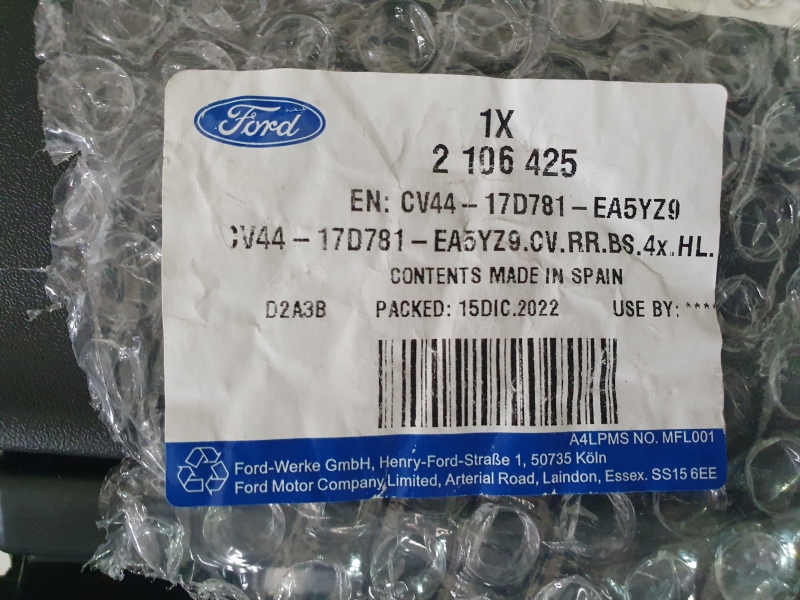 Ford
1X
2 106 425
EN: CV44-17D781-EA5YZ9
CV44-17D781-EA5YZ9.CV.RR.BS.4x..HL.
CONTENTS MADE IN SPAIN
D2A3B PACKED: 15DIC.2022 USE BY: ****
A4LPMS NO. MFL001
Ford-Werke GmbH, Henry-Ford-Straße 1, 50735 Köln
Ford Motor Company Limited, Arterial Road, Laindon, Essex. SS15 6EE